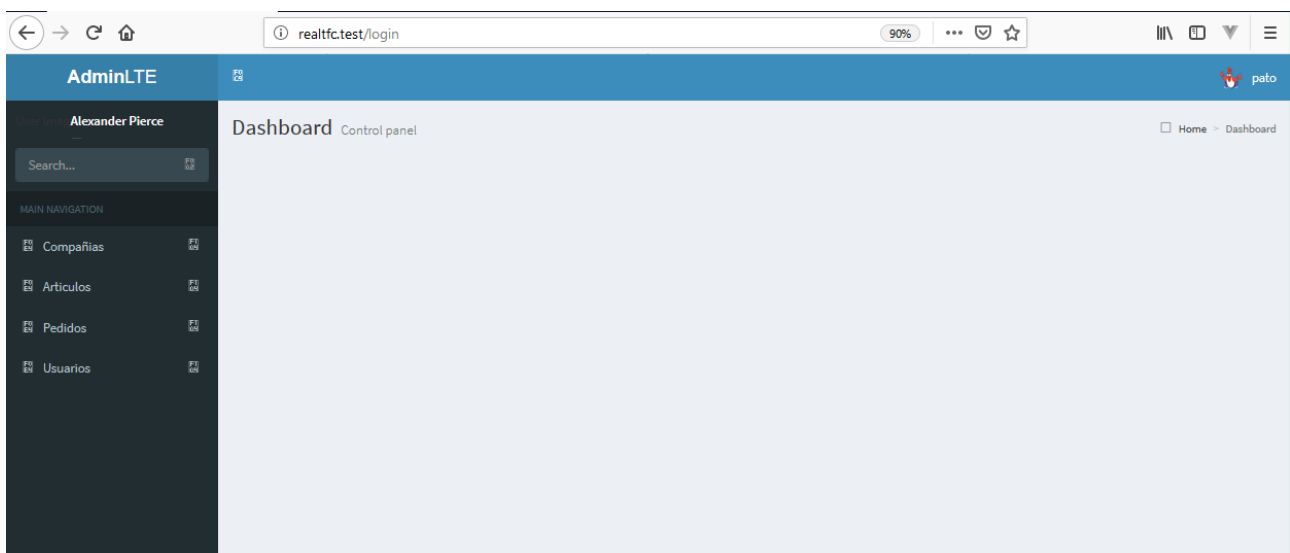 realtfc.test/login
90%
AdminLTE
pato
Alexander Pierce
Dashboard Control panel
Home > Dashboard
Search...
MAIN NAVIGATION
Compañias
Articulos
Pedidos
Usuarios